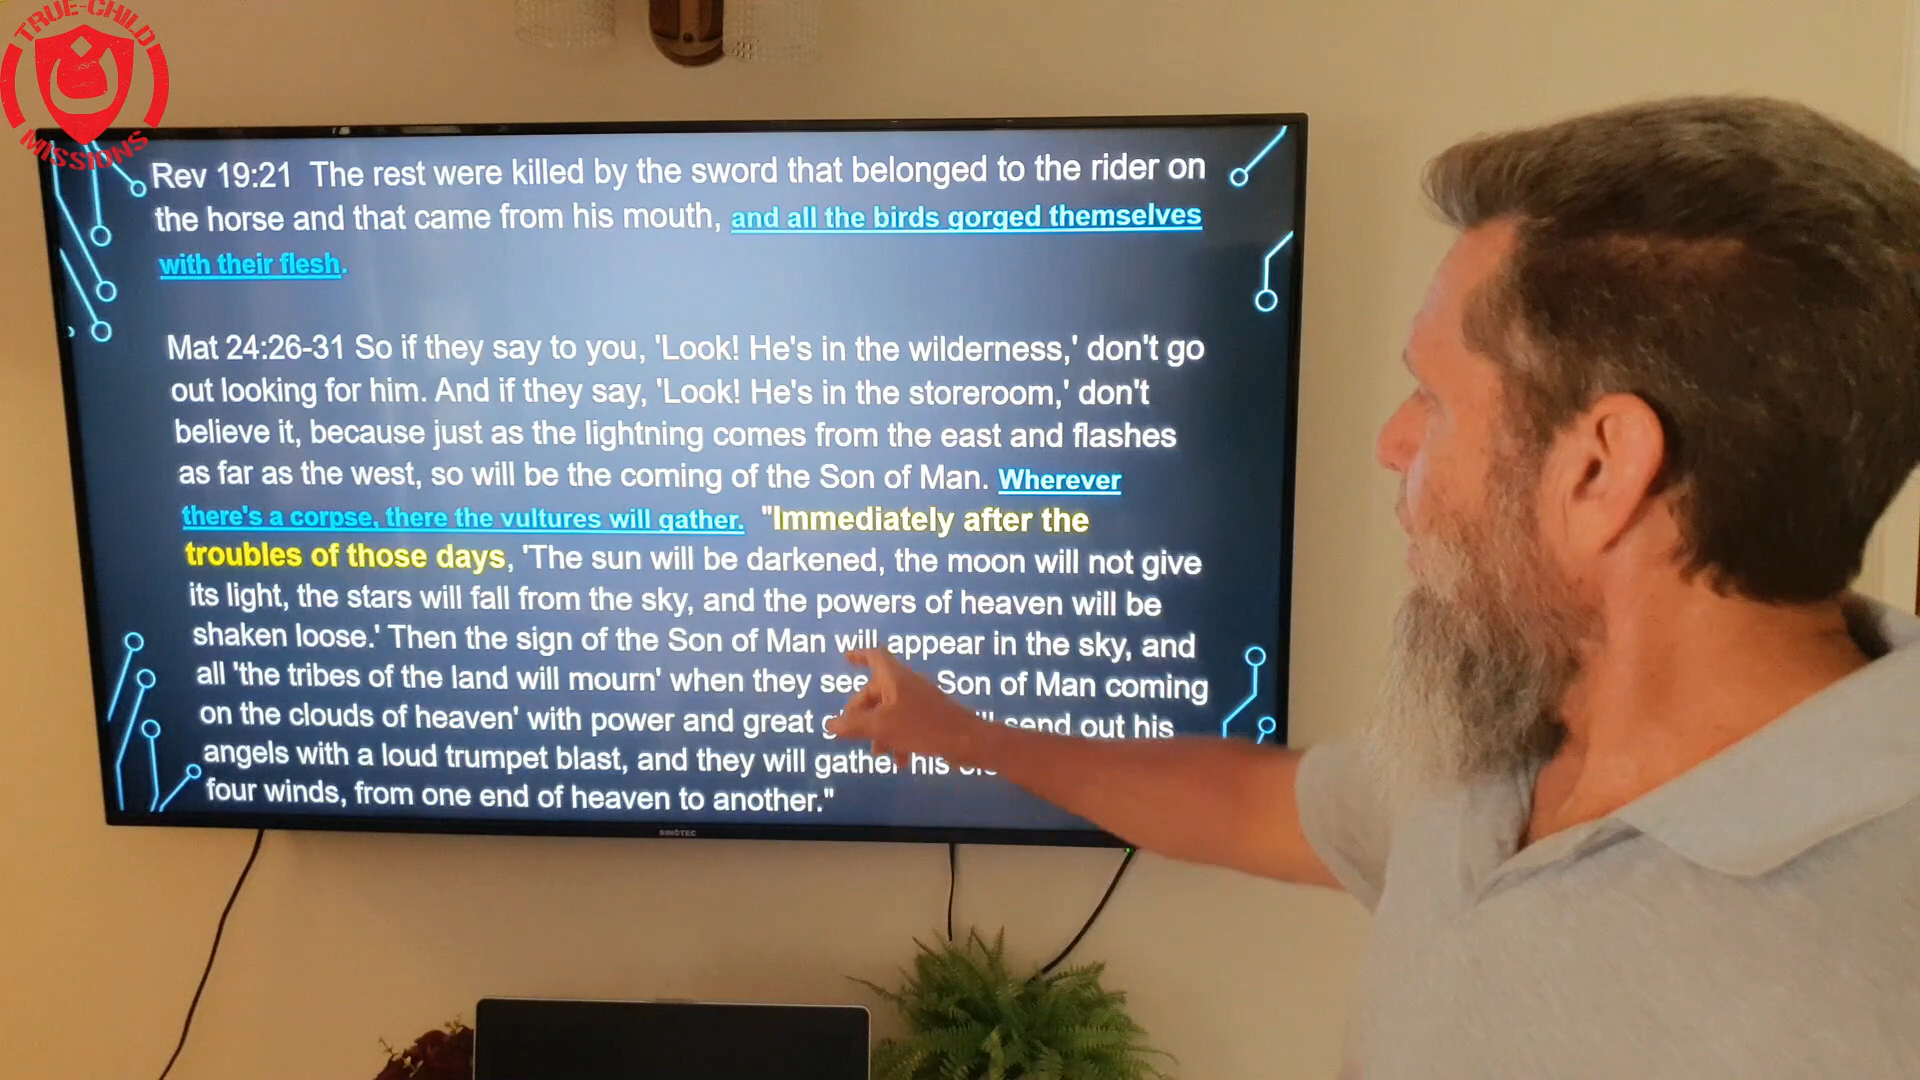 TRUE-CHILD
MISSIONS
Rev 19:21 The rest were killed by the sword that belonged to the rider on
the horse and that came from his mouth, and all the birds gorged themselves
with their flesh.
Mat 24:26-31 So if they say to you, 'Look! He's in the wilderness,' don't go
out looking for him. And if they say, 'Look! He's in the storeroom,' don't
believe it, because just as the lightning comes from the east and flashes
as far as the west, so will be the coming of the Son of Man. Wherever
there's a corpse, there the vultures will gather. "Immediately after the
troubles of those days, 'The sun will be darkened, the moon will not give
its light, the stars will fall from the sky, and the powers of heaven will be
shaken loose.' Then the sign of the Son of Man will appear in the sky, and
all 'the tribes of the land will mourn' when they see Son of Man coming
on the clouds of heaven' with power and great send out his
angels with a loud trumpet blast, and they will gather his
four winds, from one end of heaven to another."
SINOTEC